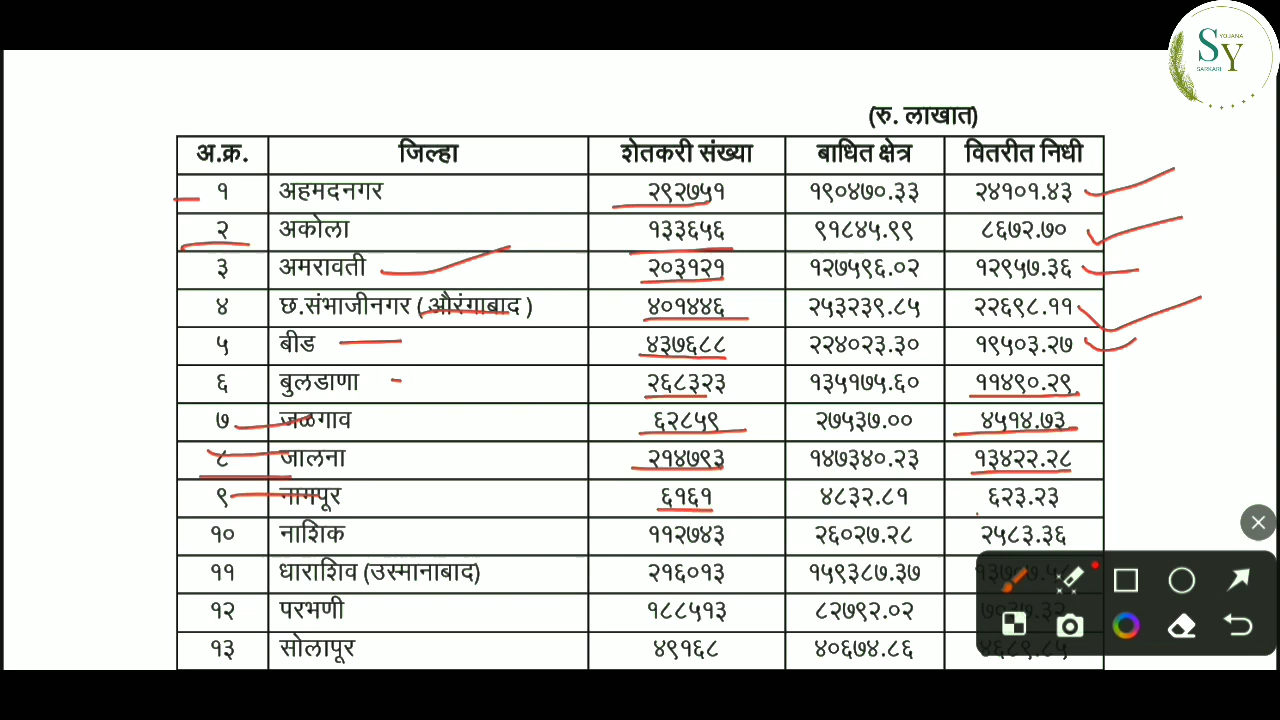 YOJANA
SY
SARKARI
(रु. लाखात)
अ.क्र. जिल्हा शेतकरी संख्या बाधित क्षेत्र वितरीत निधी
१ अहमदनगर २९२७५१ १९०४७०.३३ २४१०१.४३
२ अकोला १३३६५६ ९१८४५.९९ ८६७२.७०
३ अमरावती २०३१२१ १२७५९६.०२ १२९५७.३६
४ छ.संभाजीनगर ( औरंगाबाद ) ४०१४४६ २५३२३९.८५ २२६९८.११
५ बीड ४३७६८८ २२४०२३.३० १९५०३.२७
६ बुलडाणा २६८३२३ १३५१७५.६० ११४९०.२९
७ जळगाव ६२८५९ २७५३७.०० ४५१४.७३
८ जालना २१४७९३ १४७३४०.२३ १३४२२.२८
९ नागपूर ६१६१ ४८३२.८१ ६२३.२३
१० नाशिक ११२७४३ २६०२७.२८ २५८३.३६
११ धाराशिव (उस्मानाबाद) २१६०१३ १५९३८७.३७
१२ परभणी १८८५१३ ८२७९२.०२
१३ सोलापूर ४९१६८ ४०६७४.८६ ४६८९.८५